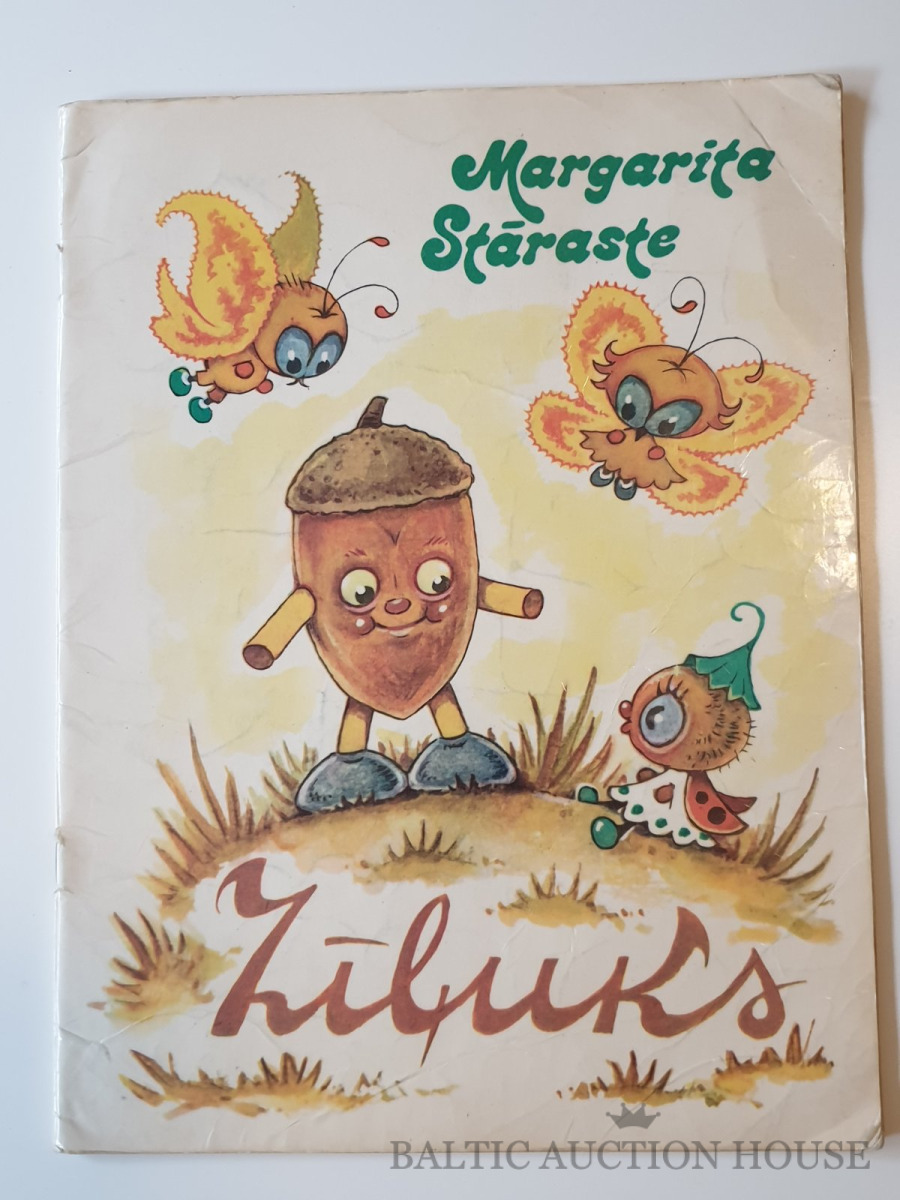 Margarita
Stāraste
Zīļuks
BALTIC AUCTION HOUSE